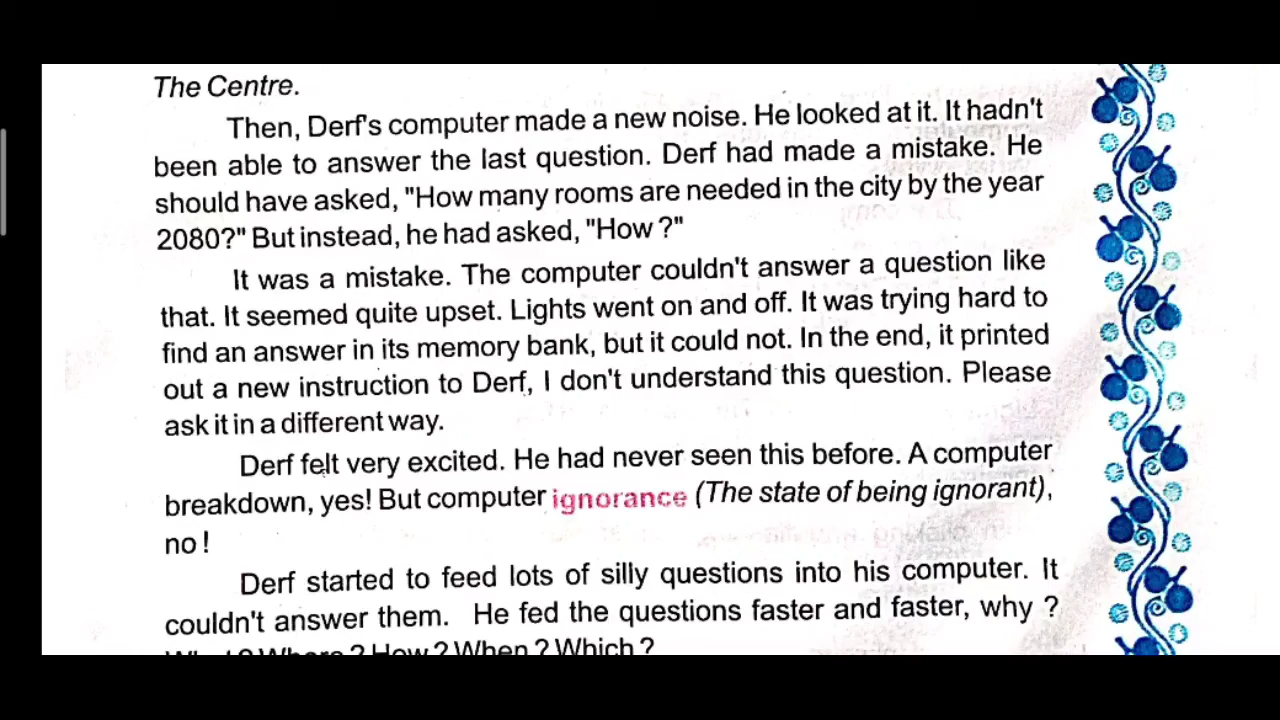 The Centre.
Then, Derf's computer made a new noise. He looked at it. It hadn't
been able to answer the last question. Derf had made a mistake. He
should have asked, "How many rooms are needed in the city by the year
2080?" But instead, he had asked, "How ?"
It was a mistake. The computer couldn't answer a question like
that. It seemed quite upset. Lights went on and off. It was trying hard to
find an answer in its memory bank, but it could not. In the end, it printed
out a new instruction to Derf, I don't understand this question. Please
ask it in a different way.
Derf felt very excited. He had never seen this before. A computer
breakdown, yes! But computer ignorance (The state of being ignorant),
no !
Derf started to feed lots of silly questions into his computer. It
couldn't answer them. He fed the questions faster and faster, why ?
What ? Where ? How ? When ? Which ?